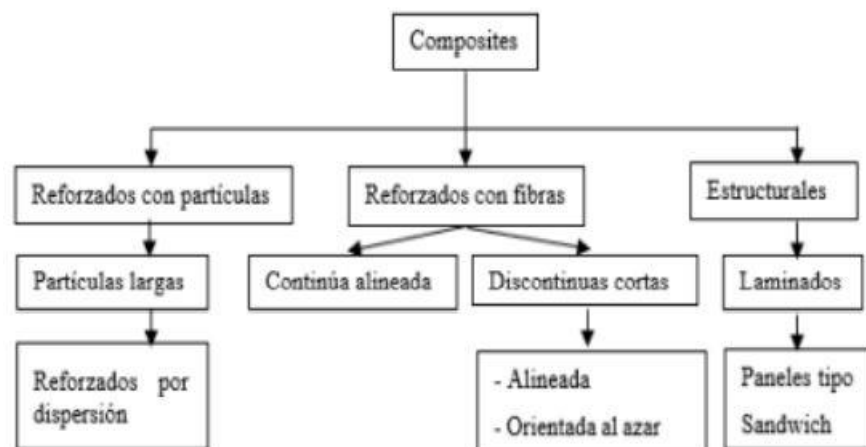 Composites
Reforzados con partículas
Reforzados con fibras
Estructurales
Partículas largas
Continúa alineada
Discontinuas cortas
Laminados
Reforzados por
dispersión
- Alineada
- Orientada al azar
Paneles tipo
Sandwich